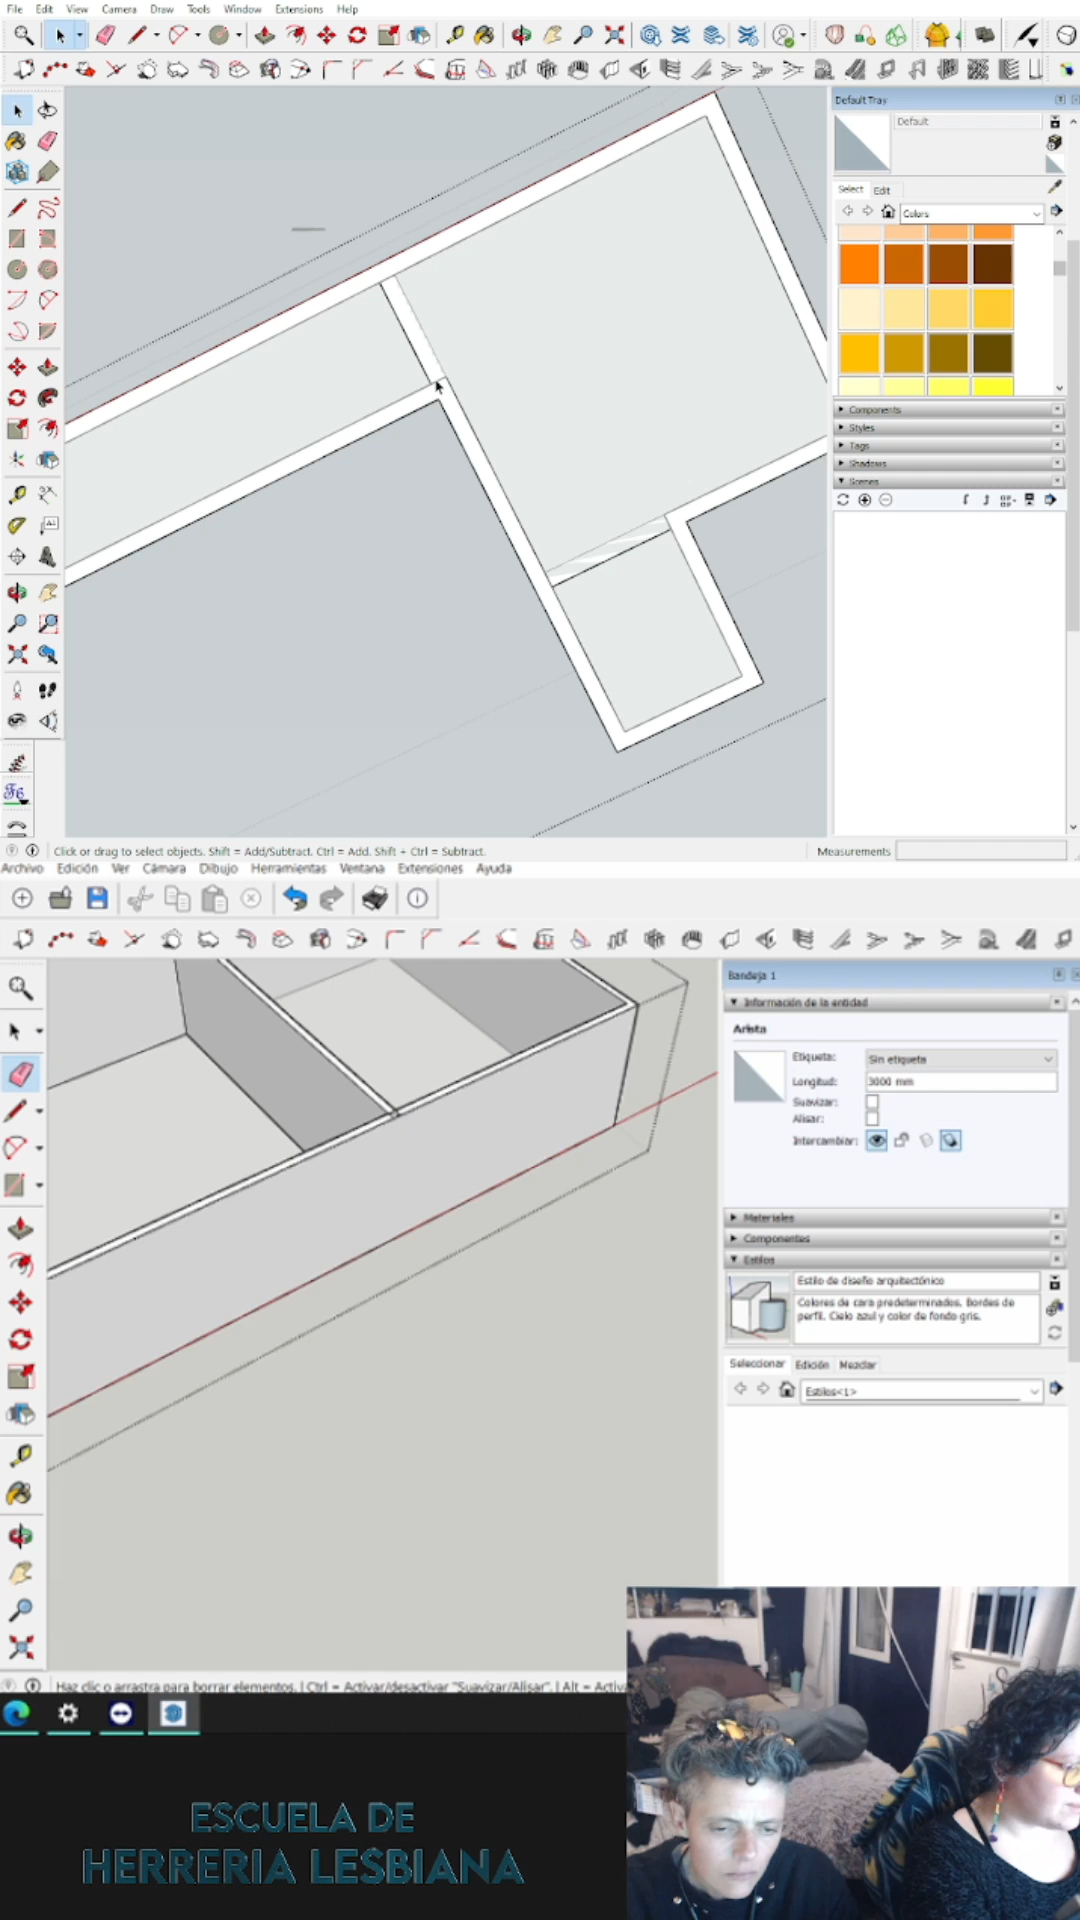 File Edit View Camera Draw Tools Window Extensions Help
Default Tray
Default
Select Edit
Colors
Components
Styles
Tags
Shadows
Scenes
Click or drag to select objects. Shift = Add/Subtract. Ctrl = Add. Shift + Ctrl = Subtract.
Measurements
Archivo Edición Ver Cámara Dibujo Herramientas Ventana Extensiones Ayuda
Bandeja 1
Información de la entidad
Arista
Etiqueta: Sin etiqueta
Longitud: 3000 mm
Suavizar:
Alisar:
Intercambiar:
Materiales
Componentes
Estilos
Estilo de diseño arquitectónico
Colores de cara predeterminados. Bordes de
perfil. Cielo azul y color de fondo gris.
Seleccionar Edición Mezclar
Estilos<1>
Haz clic o arrastra para borrar elementos. | Ctrl = Activar/desactivar "Suavizar/Alisar". | Alt = Activa
ESCUELA DE
HERRERIA LESBIANA